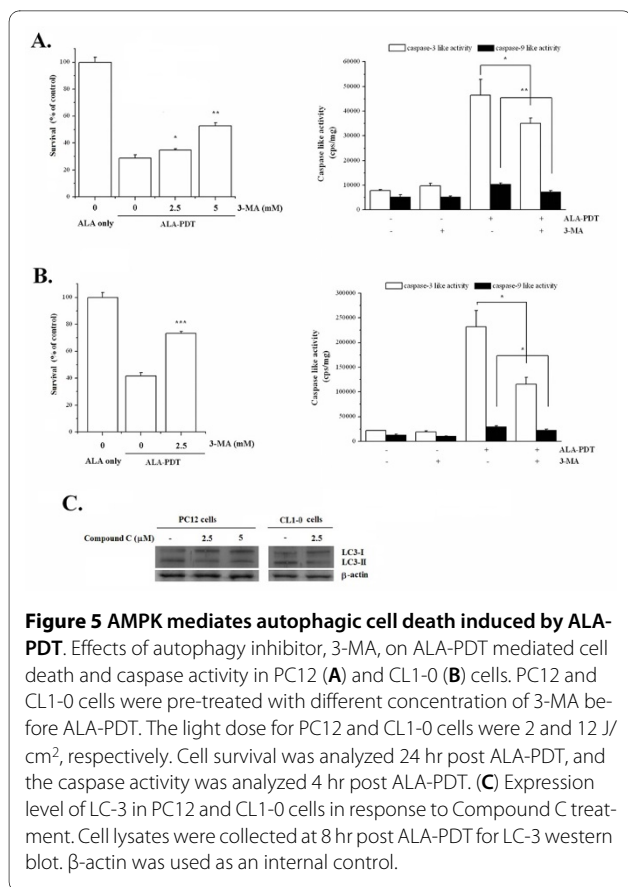 A.
100
80
60
40
20
0
Survival (% of control)
*
**
0 0 2.5 5 3-MA (mM)
ALA only ALA-PDT
caspase-3 like activity caspase-9 like activity
60000
50000
40000
30000
20000
10000
0
Caspase like activity
(cps/mg)
*
**
- - + + ALA-PDT
- + - + 3-MA
B.
100
80
60
40
20
0
Survival (% of control)
***
0 0 2.5 3-MA (mM)
ALA only ALA-PDT
caspase-3 like activity caspase-9 like activity
300000
250000
200000
150000
100000
50000
0
Caspase like activity
(cps/mg)
*
*
- - + + ALA-PDT
- + - + 3-MA
C.
PC12 cells CL1-0 cells
Compound C (μM) - 2.5 5 - 2.5
LC3-I
LC3-II
β-actin
Figure 5 AMPK mediates autophagic cell death induced by ALA-
PDT. Effects of autophagy inhibitor, 3-MA, on ALA-PDT mediated cell
death and caspase activity in PC12 (A) and CL1-0 (B) cells. PC12 and
CL1-0 cells were pre-treated with different concentration of 3-MA be-
fore ALA-PDT. The light dose for PC12 and CL1-0 cells were 2 and 12 J/
cm², respectively. Cell survival was analyzed 24 hr post ALA-PDT, and
the caspase activity was analyzed 4 hr post ALA-PDT. (C) Expression
level of LC-3 in PC12 and CL1-0 cells in response to Compound C treat-
ment. Cell lysates were collected at 8 hr post ALA-PDT for LC-3 western
blot. β-actin was used as an internal control.